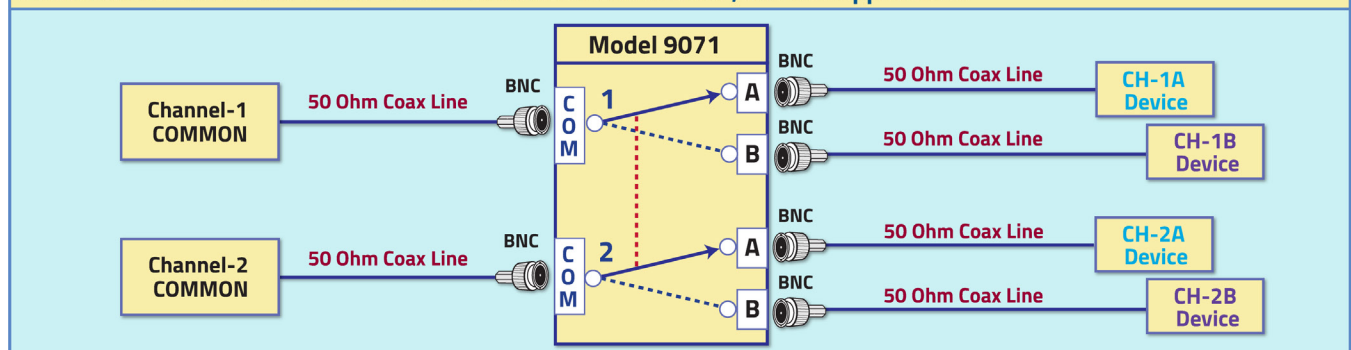 Model 9071
Channel-1
COMMON
50 Ohm Coax Line
BNC
C
O
M
1
A
BNC
50 Ohm Coax Line
CH-1A
Device
B
BNC
50 Ohm Coax Line
CH-1B
Device
Channel-2
COMMON
50 Ohm Coax Line
BNC
C
O
M
2
A
BNC
50 Ohm Coax Line
CH-2A
Device
B
BNC
50 Ohm Coax Line
CH-2B
Device